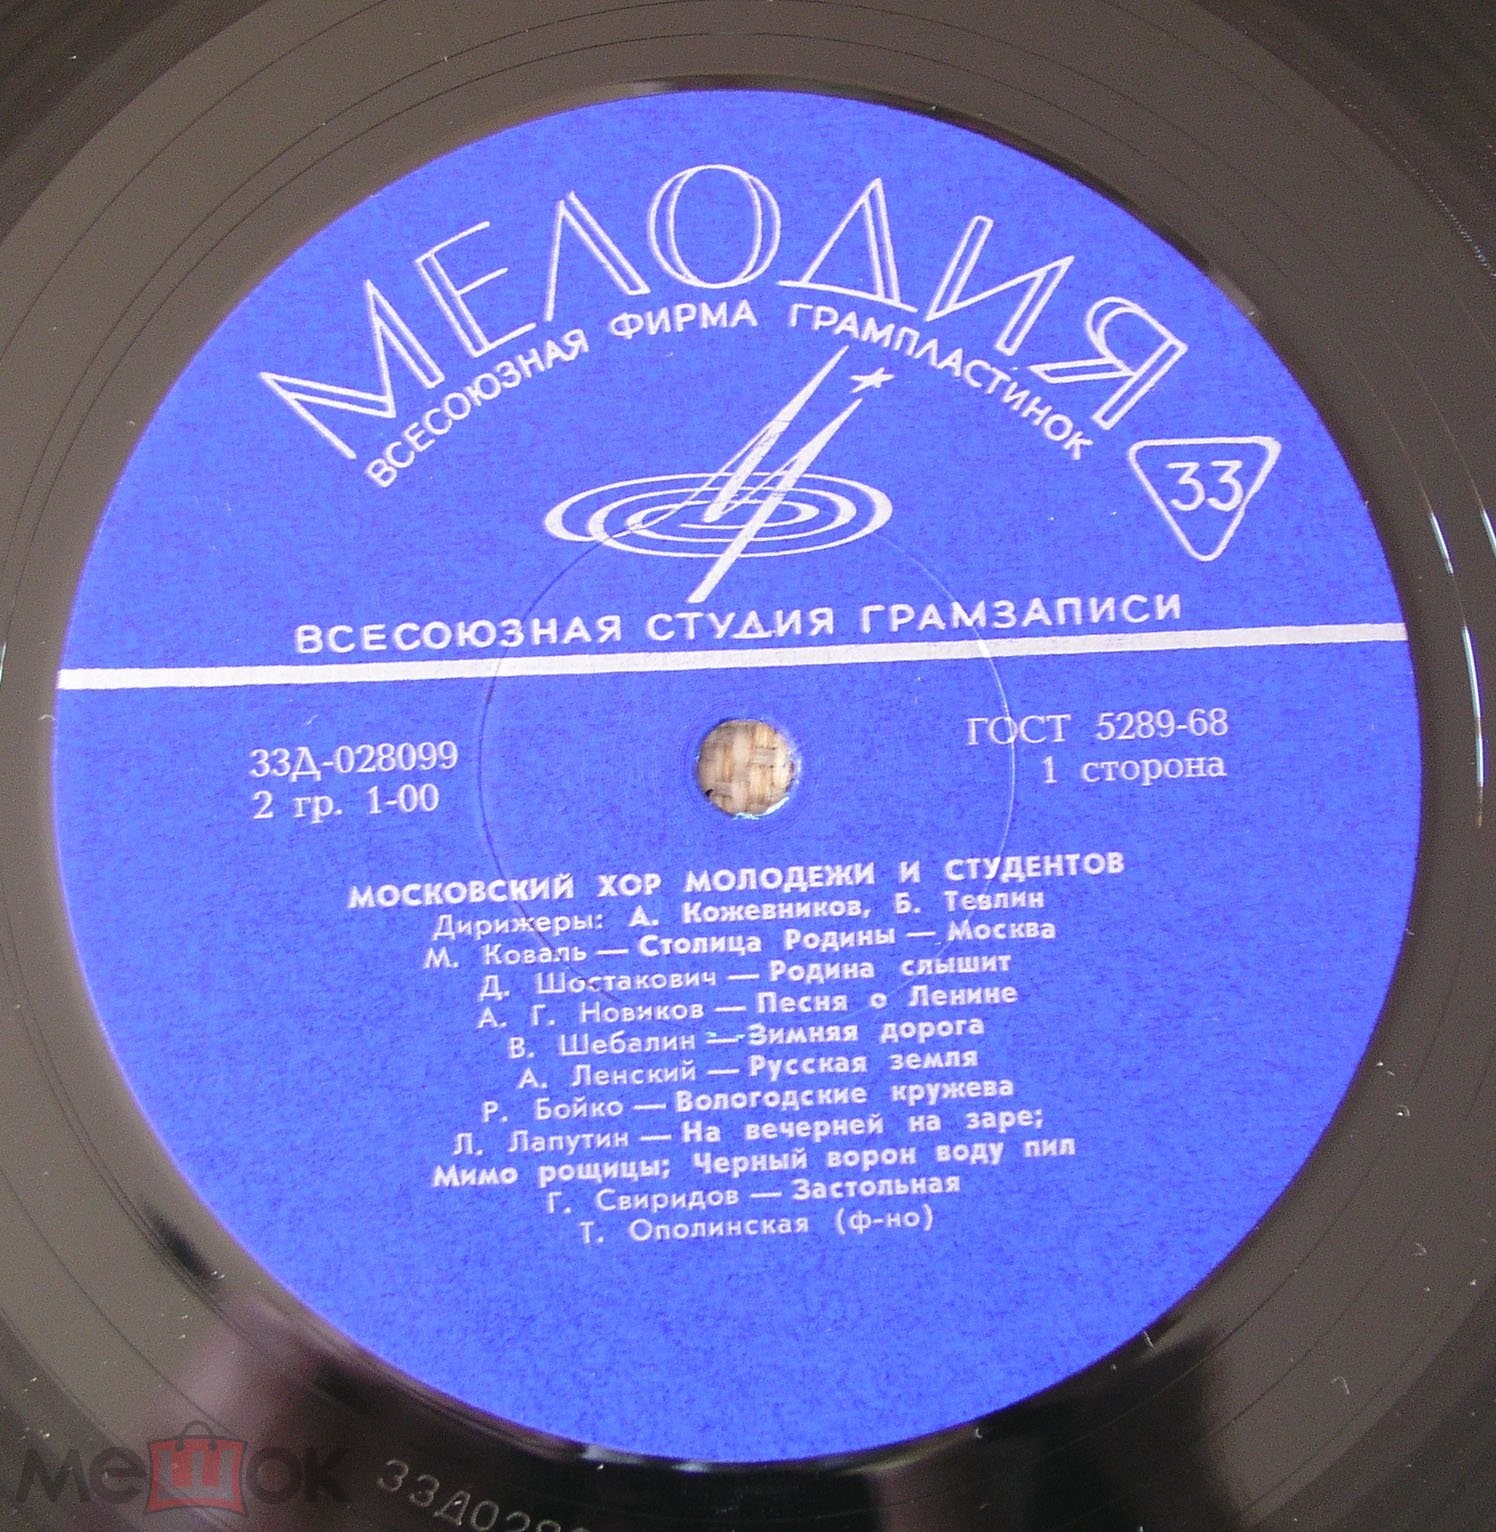 МЕЛОДИЯ
ВСЕСОЮЗНАЯ ФИРМА ГРАМПЛАСТИНОК
33
ВСЕСОЮЗНАЯ СТУДИЯ ГРАМЗАПИСИ
33Д-028099
2 гр. 1-00
ГОСТ 5289-68
1 сторона
МОСКОВСКИЙ ХОР МОЛОДЕЖИ И СТУДЕНТОВ
Дирижеры: А. Кожевников, Б. Тевлин
М. Коваль — Столица Родины — Москва
Д. Шостакович — Родина слышит
А. Г. Новиков — Песня о Ленине
В. Шебалин — Зимняя дорога
А. Ленский — Русская земля
Р. Бойко — Вологодские кружева
Л. Лапутин — На вечерней на заре;
Мимо рощицы; Черный ворон воду пил
Г. Свиридов — Застольная
Т. Ополинская (ф-но)
мешок
33Д028